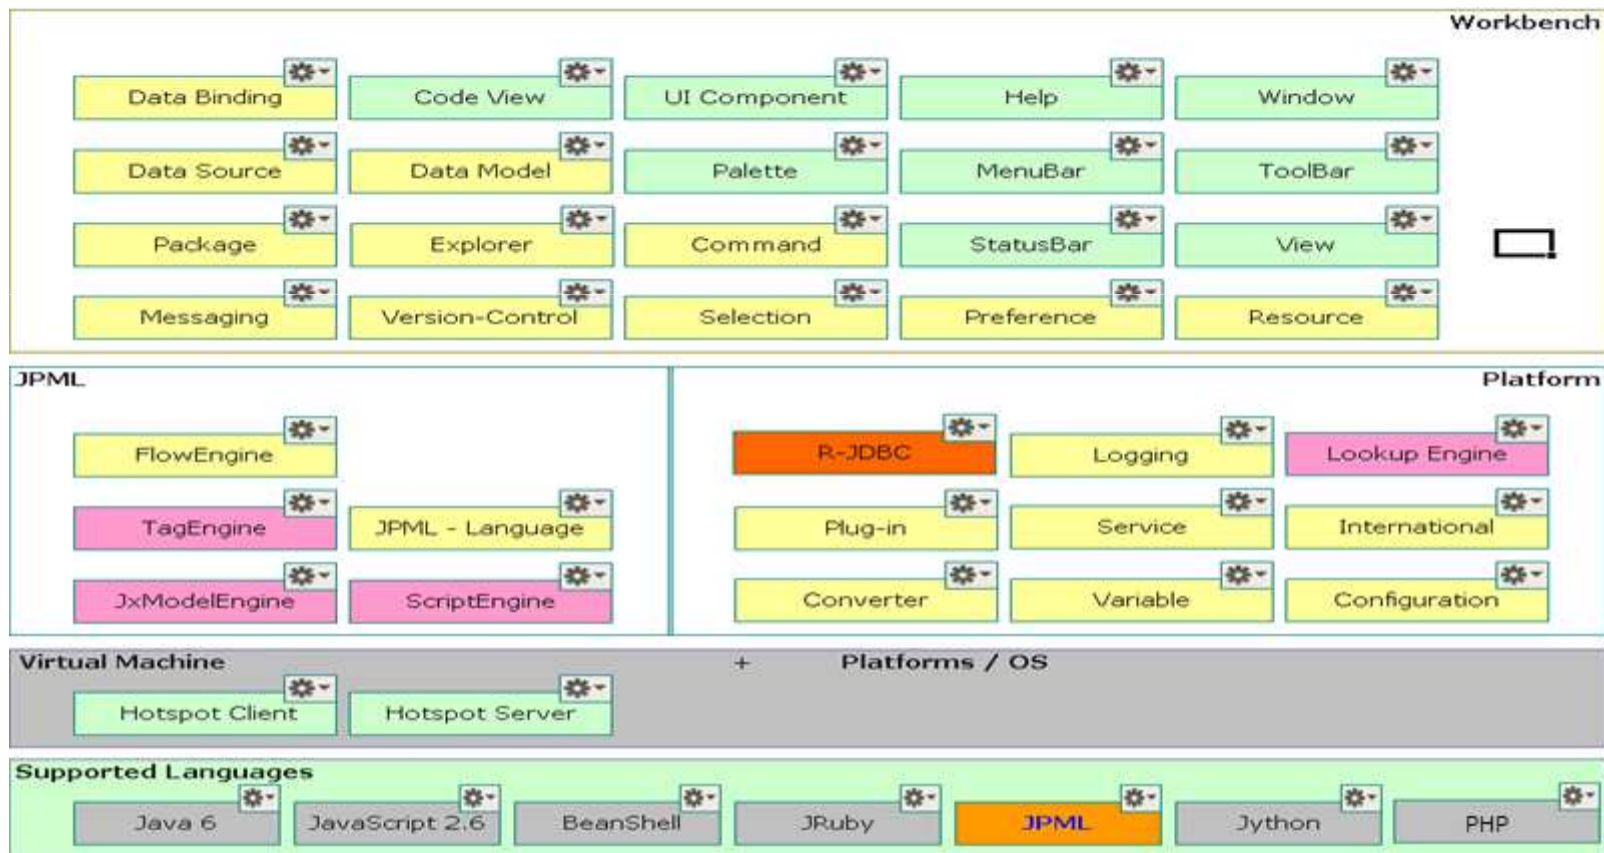 Workbench
Data Binding
Code View
UI Component
Help
Window
Data Source
Data Model
Palette
MenuBar
ToolBar
Package
Explorer
Command
StatusBar
View
Messaging
Version-Control
Selection
Preference
Resource
JPML
FlowEngine
TagEngine
JPML - Language
JxModelEngine
ScriptEngine
Platform
R-JDBC
Logging
Lookup Engine
Plug-in
Service
International
Converter
Variable
Configuration
Virtual Machine + Platforms / OS
Hotspot Client
Hotspot Server
Supported Languages
Java 6
JavaScript 2.6
BeanShell
JRuby
JPML
Jython
PHP